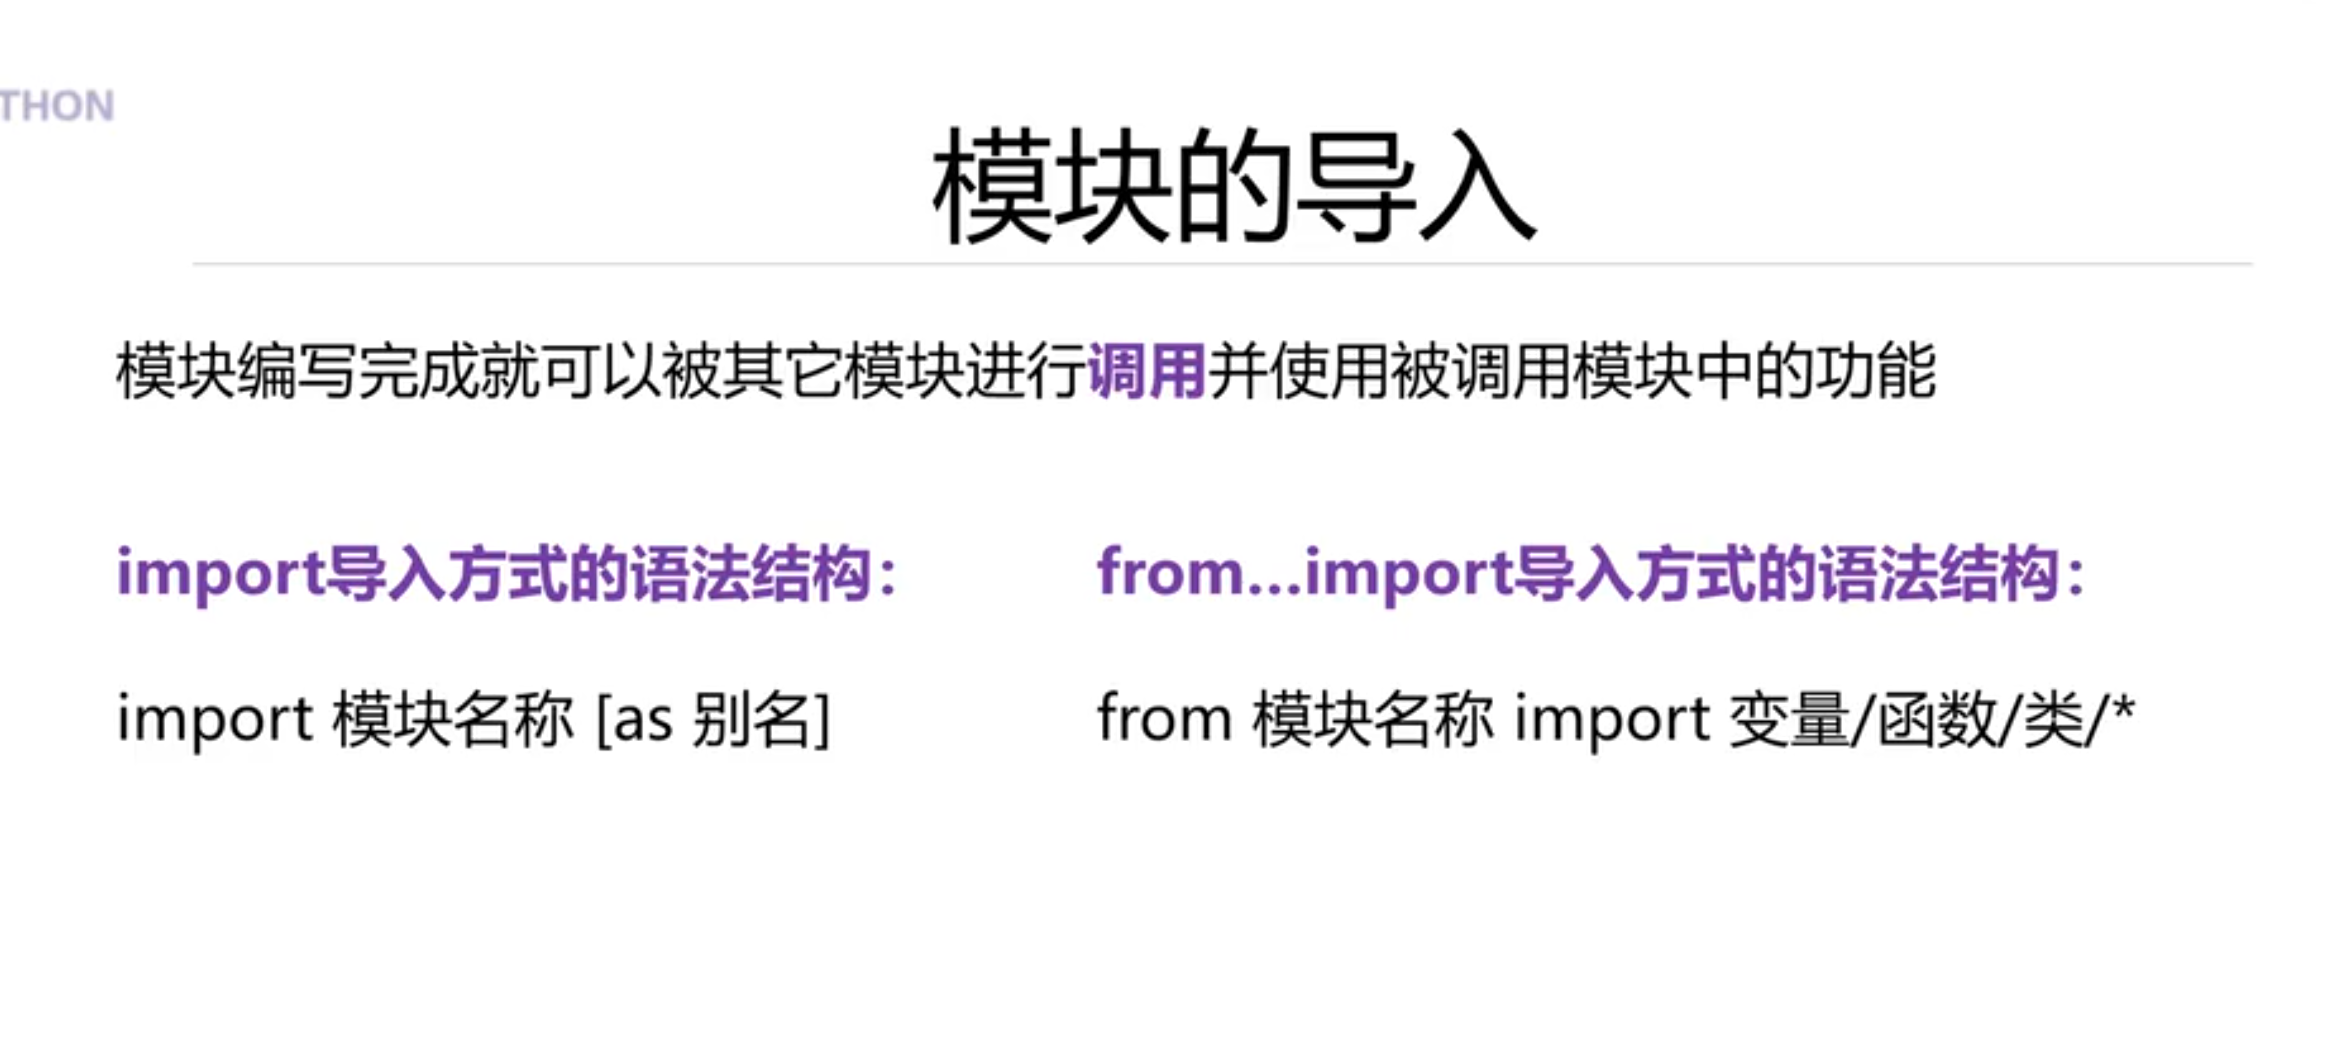 THON
模块的导入
模块编写完成就可以被其它模块进行调用并使用被调用模块中的功能
import导入方式的语法结构：
import 模块名称 [as 别名]
from...import导入方式的语法结构：
from 模块名称 import 变量/函数/类/*